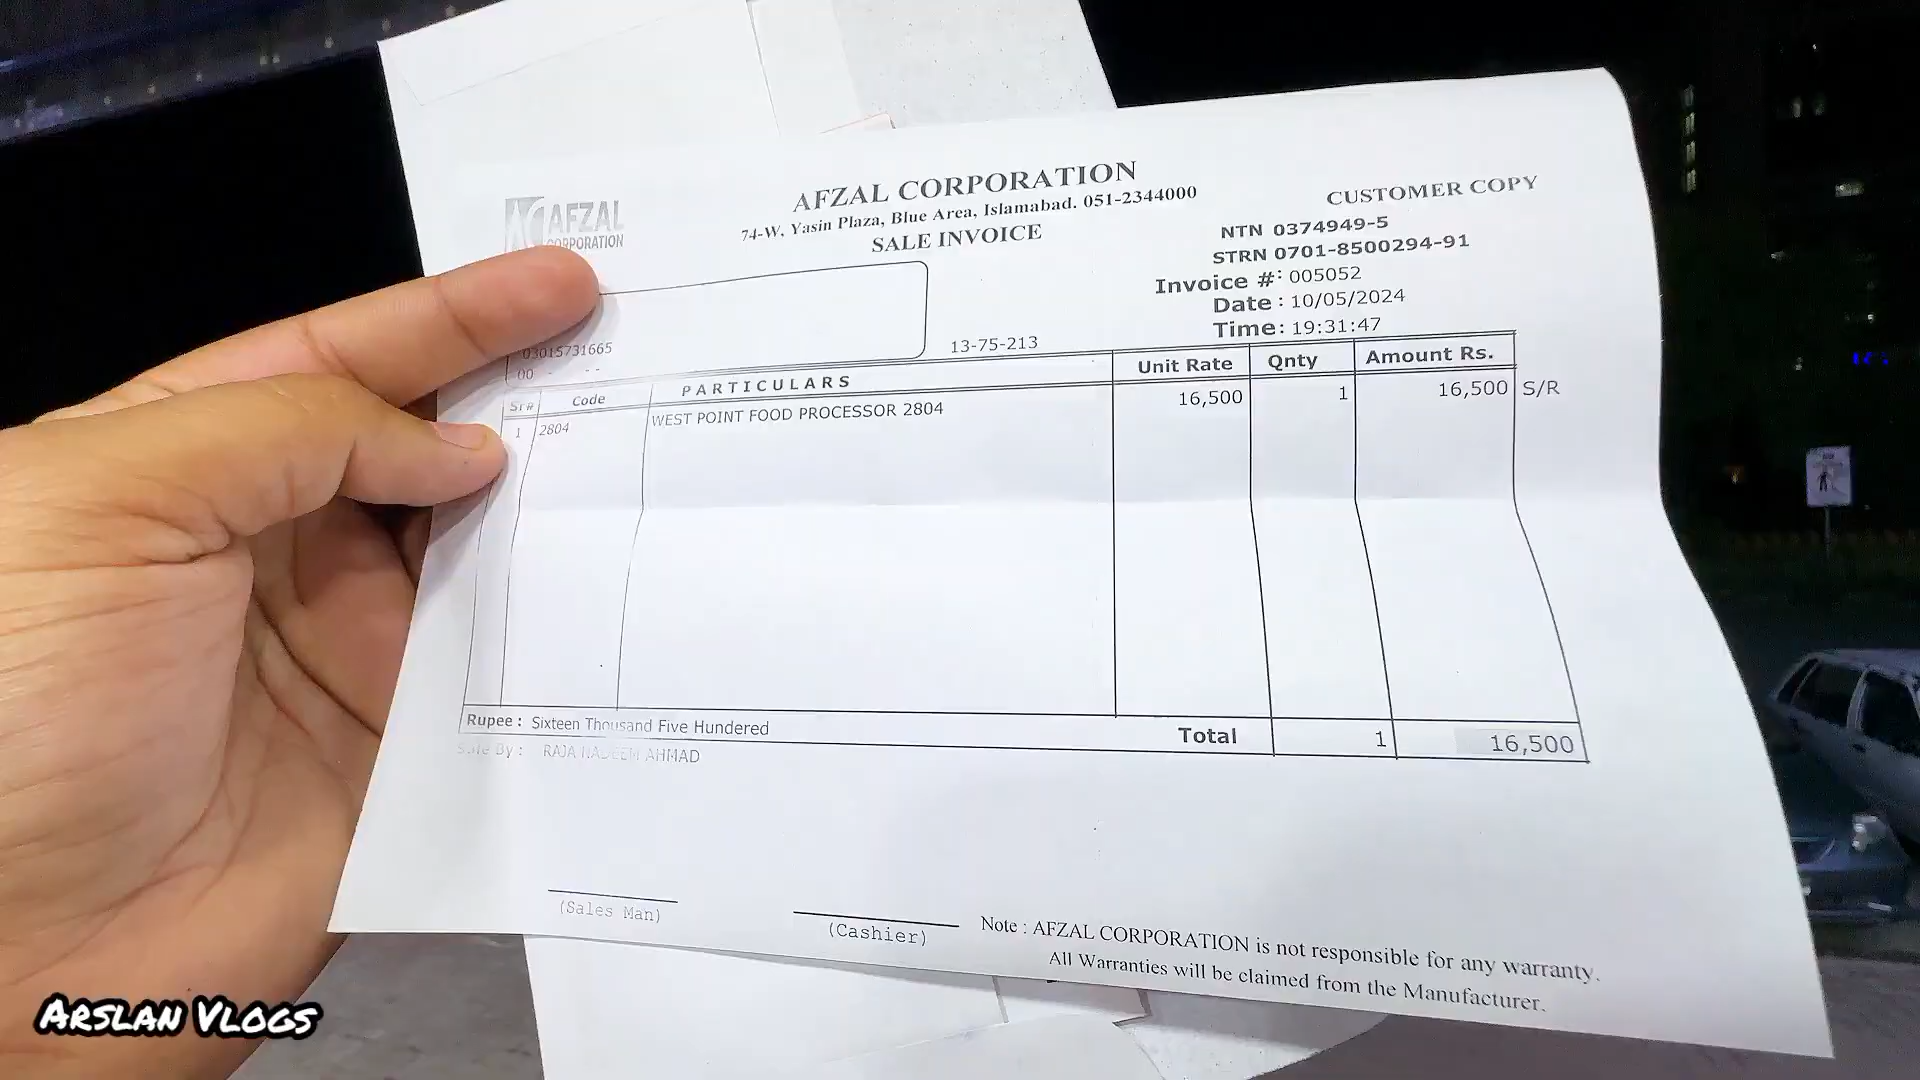 AFZAL CORPORATION
74-W, Yasin Plaza, Blue Area, Islamabad. 051-2344000
SALE INVOICE
AFZAL
CORPORATION
CUSTOMER COPY
NTN 0374949-5
STRN 0701-8500294-91
Invoice #: 005052
Date : 10/05/2024
Time: 19:31:47
03015731665
00 - --
13-75-213
Sr# Code PARTICULARS Unit Rate Qnty Amount Rs.
1 2804 WEST POINT FOOD PROCESSOR 2804 16,500 1 16,500 S/R
Rupee : Sixteen Thousand Five Hundered Total 1 16,500
Sale By : RAJA NADEEM AHMAD
(Sales Man)
(Cashier)
Note : AFZAL CORPORATION is not responsible for any warranty.
All Warranties will be claimed from the Manufacturer.
ARSLAN VLOGS